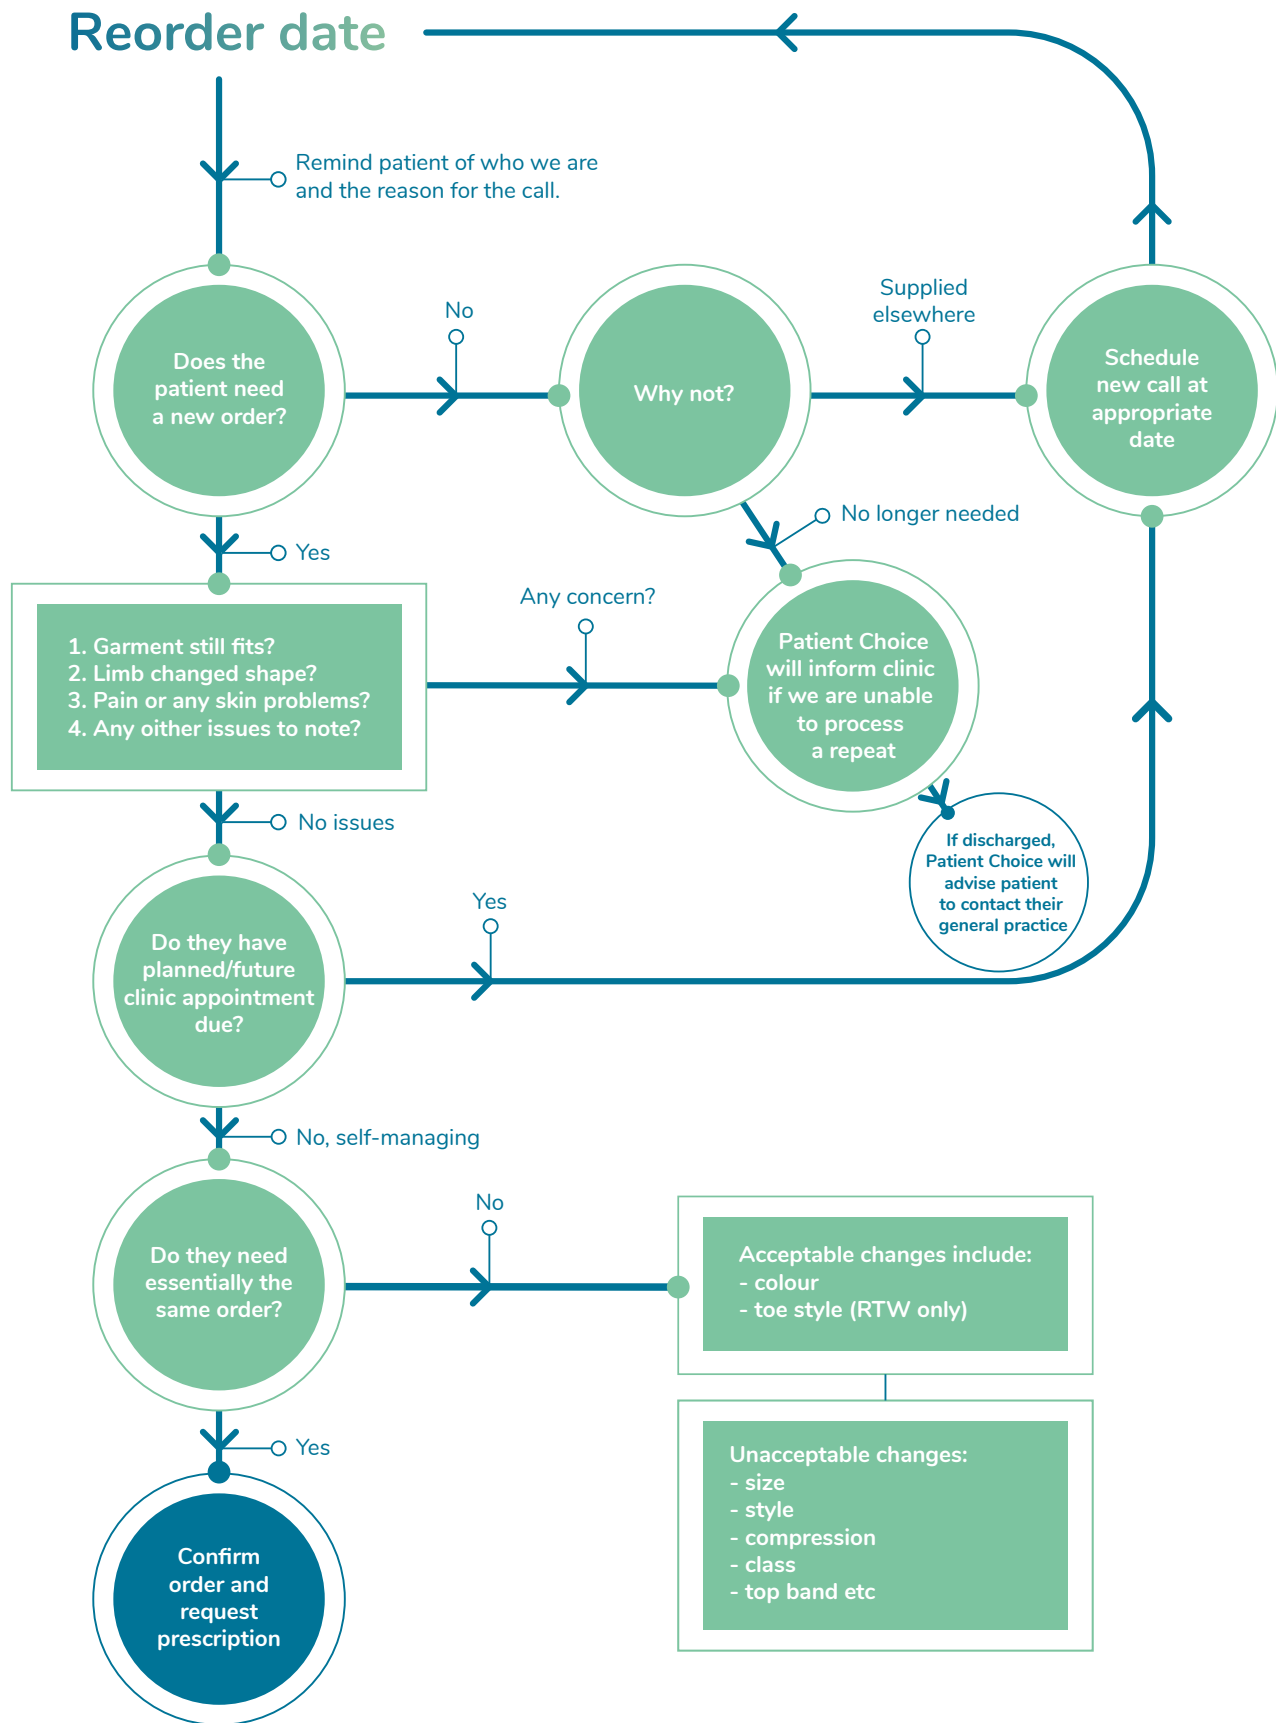 Reorder date
Remind patient of who we are
and the reason for the call.
Does the
patient need
a new order?
No
Why not?
Supplied
elsewhere
Schedule
new call at
appropriate
date
Yes
No longer needed
1. Garment still fits?
2. Limb changed shape?
3. Pain or any skin problems?
4. Any oither issues to note?
Any concern?
Patient Choice
will inform clinic
if we are unable
to process
a repeat
If discharged,
Patient Choice will
advise patient
to contact their
general practice
No issues
Do they have
planned/future
clinic appointment
due?
Yes
No, self-managing
Do they need
essentially the
same order?
No
Acceptable changes include:
- colour
- toe style (RTW only)
Unacceptable changes:
- size
- style
- compression
- class
- top band etc
Yes
Confirm
order and
request
prescription